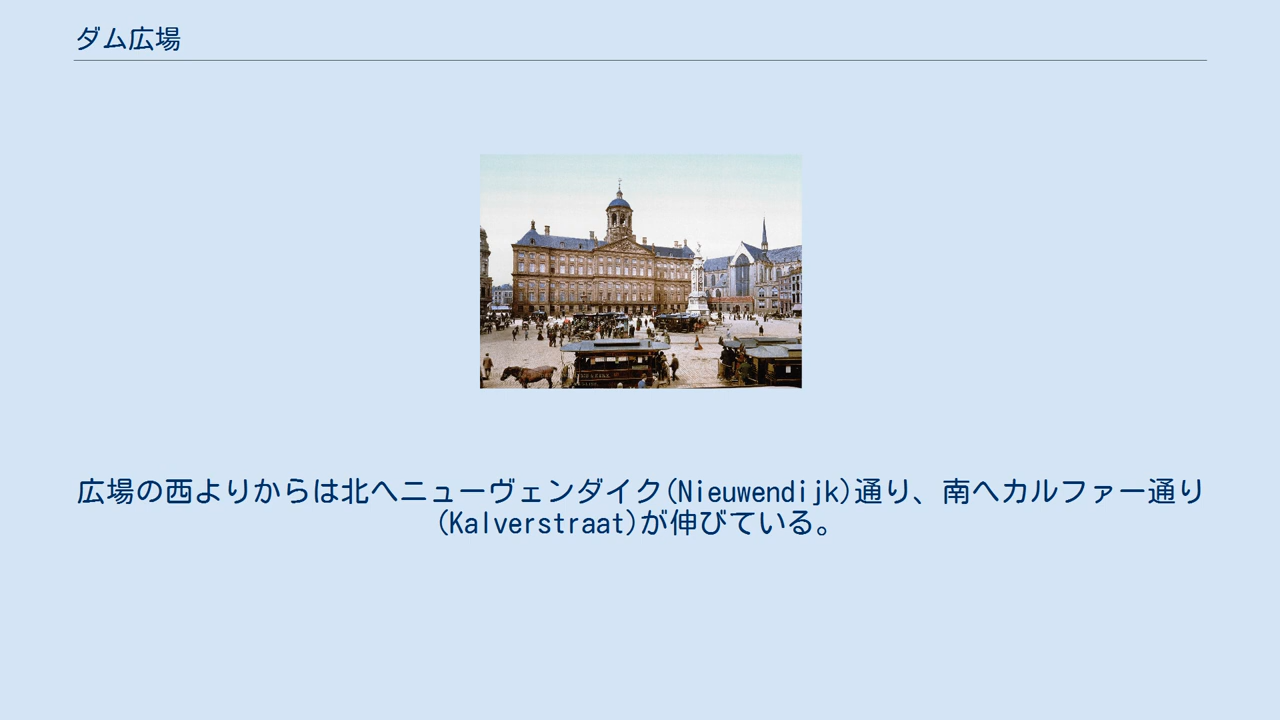 ダム広場
広場の西よりからは北へニューヴェンダイク(Nieuwendijk)通り、南へカルファー通り
(Kalverstraat)が伸びている。